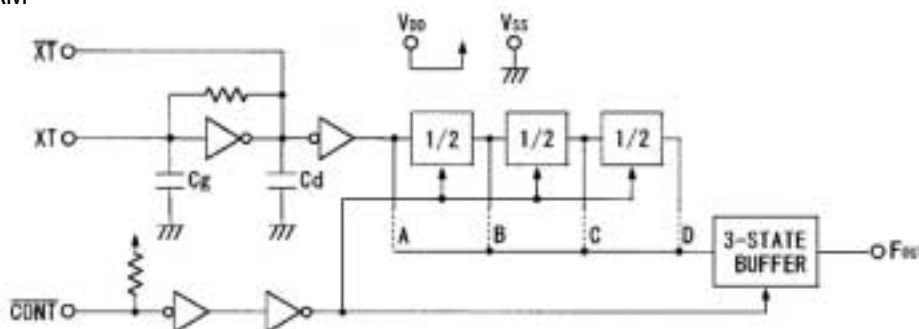 VDD
VSS
XT
XT
1/2
1/2
1/2
Cg
Cd
A
B
C
D
3-STATE
BUFFER
CONT